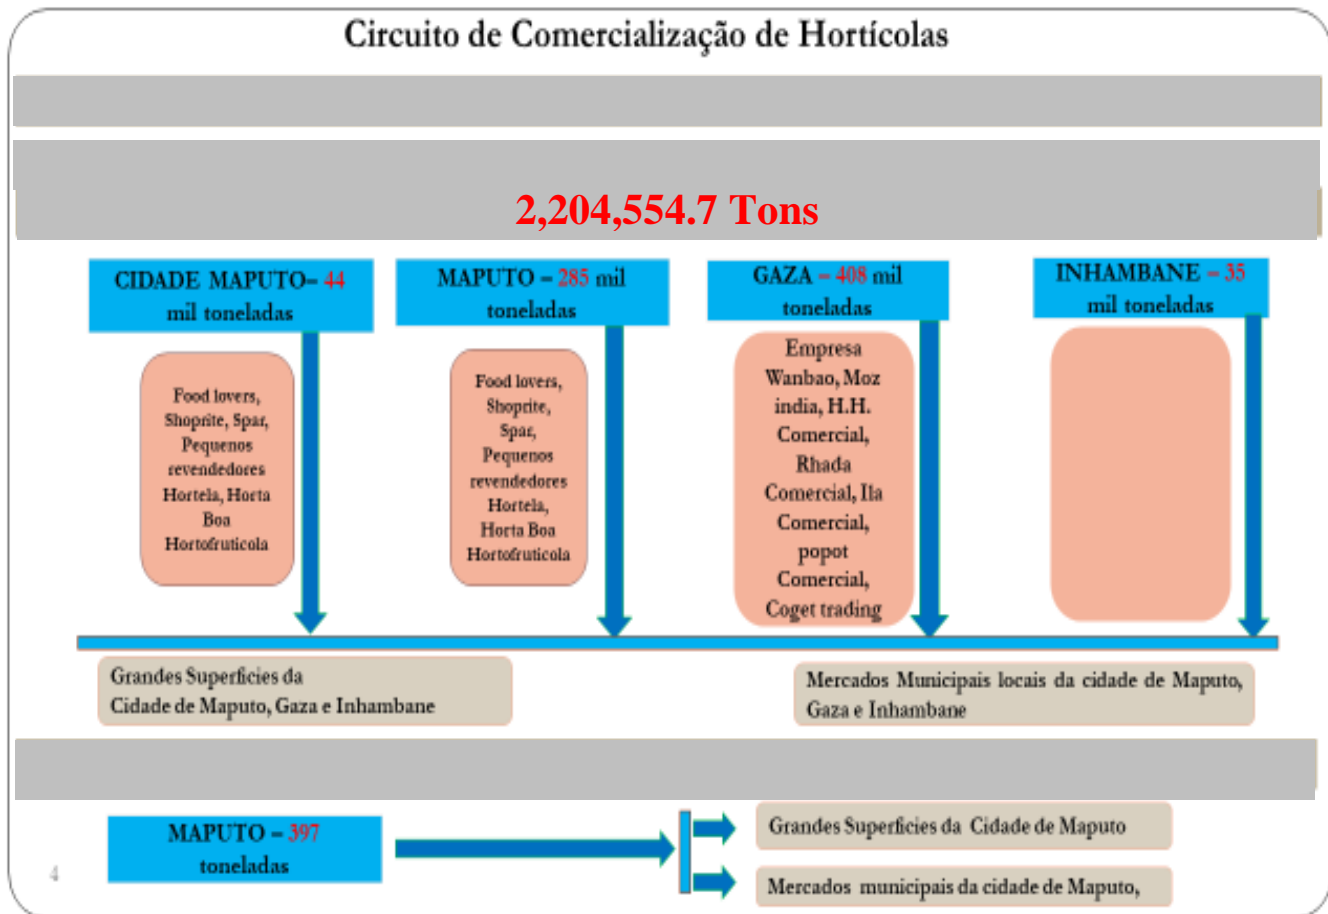 Circuito de Comercialização de Hortícolas
2,204,554.7 Tons
CIDADE MAPUTO– 44
mil toneladas
MAPUTO – 285 mil
toneladas
GAZA – 408 mil
toneladas
INHAMBANE – 35
mil toneladas
Food lovers,
Shoprite, Spar,
Pequenos
revendedores
Hortela, Horta
Boa
Hortofruticola
Food lovers,
Shoprite,
Spar,
Pequenos
revendedores
Hortela,
Horta Boa
Hortofruticola
Empresa
Wanbao, Moz
india, H.H.
Comercial,
Rhada
Comercial, Ila
Comercial,
popot
Comercial,
Coget trading
Grandes Superficies da
Cidade de Maputo, Gaza e Inhambane
Mercados Municipais locais da cidade de Maputo,
Gaza e Inhambane
MAPUTO – 397
toneladas
Grandes Superficies da Cidade de Maputo
Mercados municipais da cidade de Maputo,
4